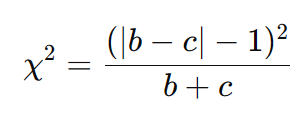 χ² = (|b − c| − 1)² / (b + c)